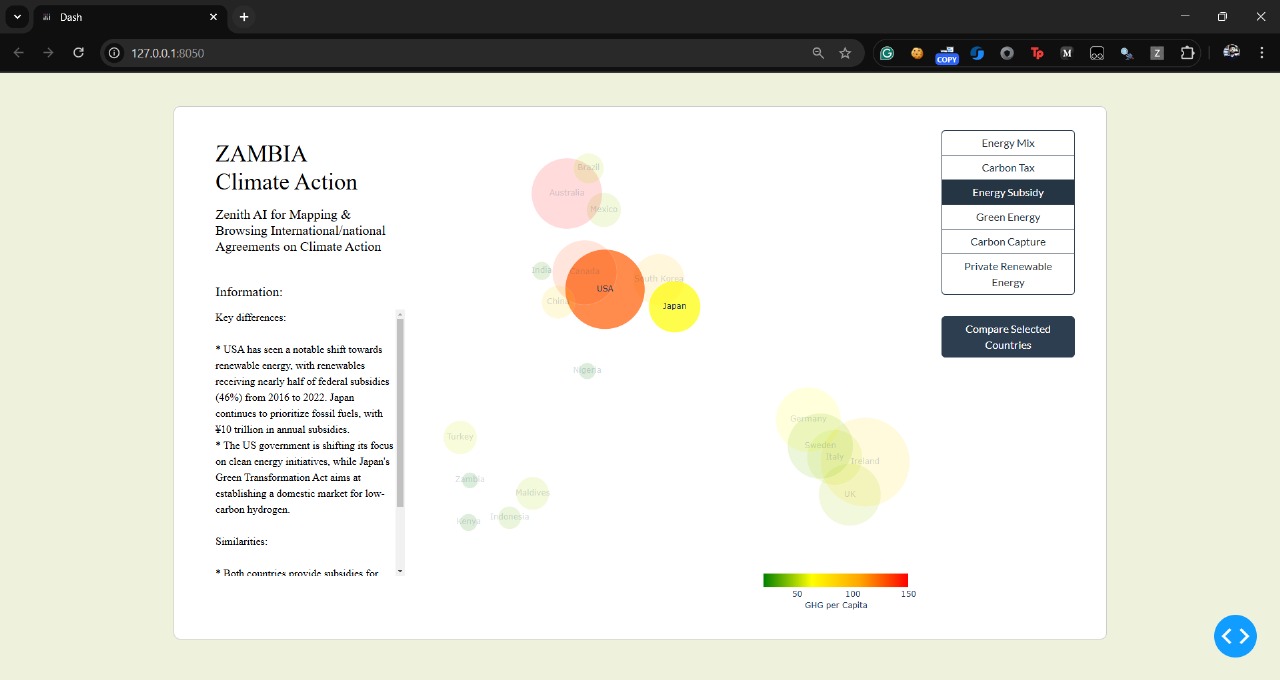 Dash
127.0.0.1:8050
COPY
Tp
M
Z
ZAMBIA
Climate Action
Zenith AI for Mapping &
Browsing International/national
Agreements on Climate Action
Information:
Key differences:
* USA has seen a notable shift towards
renewable energy, with renewables
receiving nearly half of federal subsidies
(46%) from 2016 to 2022. Japan
continues to prioritize fossil fuels, with
¥10 trillion in annual subsidies.
* The US government is shifting its focus
on clean energy initiatives, while Japan's
Green Transformation Act aims at
establishing a domestic market for low-
carbon hydrogen.
Similarities:
* Both countries provide subsidies for
Brazil
Australia
Mexico
India
Canada
South Korea
China
USA
Japan
Nigeria
Turkey
Zambia
Maldives
Kenya
Indonesia
Germany
Sweden
Italy
Ireland
UK
50
100
150
GHG per Capita
Energy Mix
Carbon Tax
Energy Subsidy
Green Energy
Carbon Capture
Private Renewable
Energy
Compare Selected
Countries